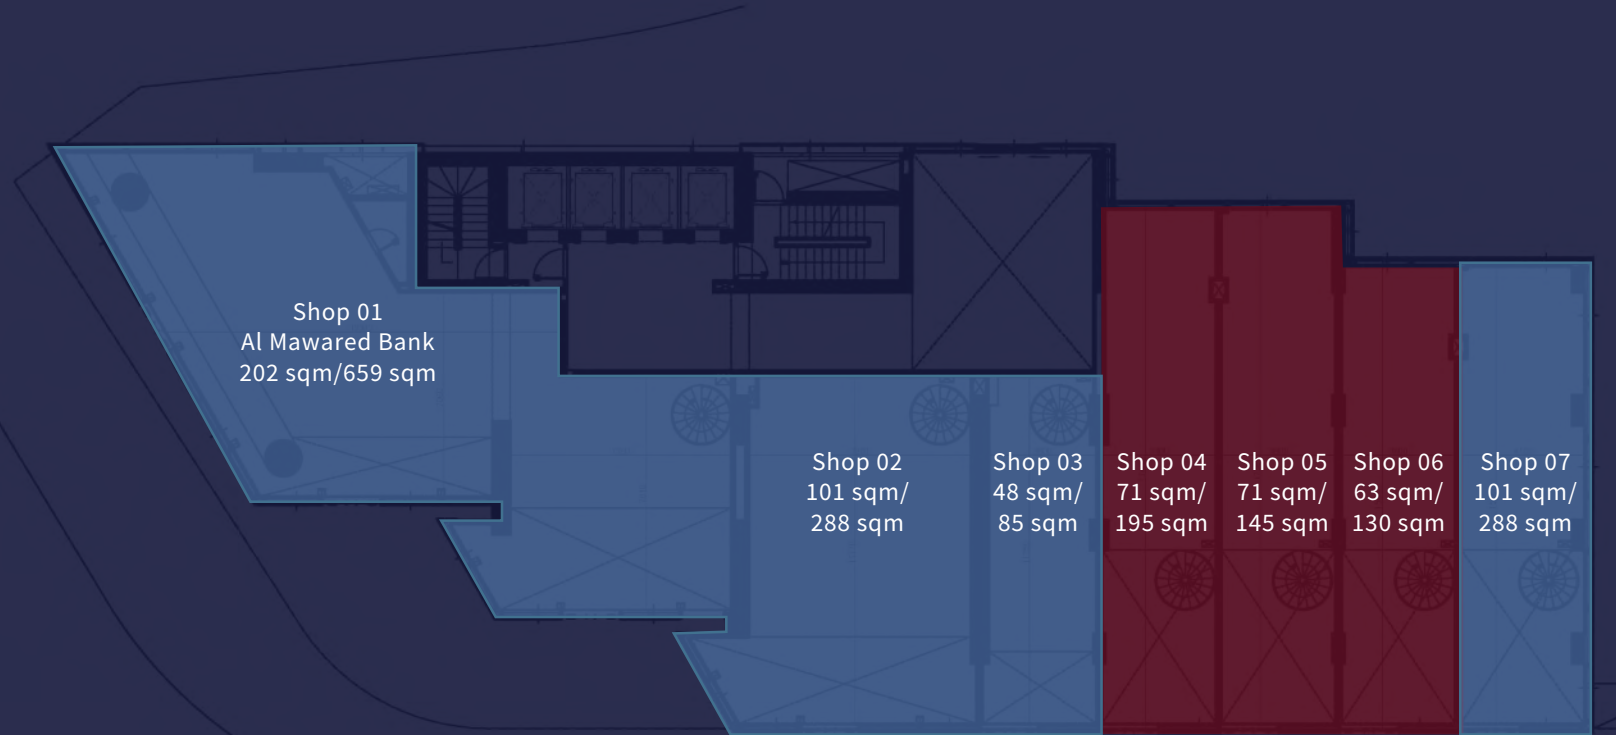 Shop 01
Al Mawared Bank
202 sqm/659 sqm
Shop 02
101 sqm/
288 sqm
Shop 03
48 sqm/
85 sqm
Shop 04
71 sqm/
195 sqm
Shop 05
71 sqm/
145 sqm
Shop 06
63 sqm/
130 sqm
Shop 07
101 sqm/
288 sqm